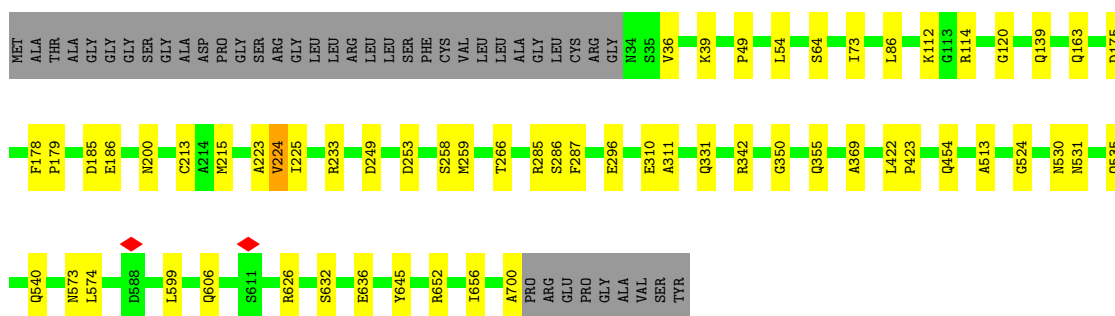 MET ALA THR ALA GLY GLY GLY SER GLY ALA ASP PRO GLY SER ARG GLY LEU LEU ARG LEU LEU SER PHE CYS VAL LEU LEU ALA GLY LEU CYS ARG GLY N34 S35 V36 K39 P49 L54 S64 I73 L86 K112 G113 R114 G120 Q139 Q163
F178 P179 D185 E186 N200 C213 A214 M215 A223 V224 I225 R233 D249 D253 S258 M259 T266 R285 S286 F287 E296 E310 A311 Q331 R342 G350 Q355 A369 L422 P423 Q454 A513 G524 N530 N531
Q540 N573 L574 D588 L599 Q606 S611 R626 S632 E636 Y645 R652 I656 A700 PRO ARG GLU PRO GLY ALA VAL SER TYR